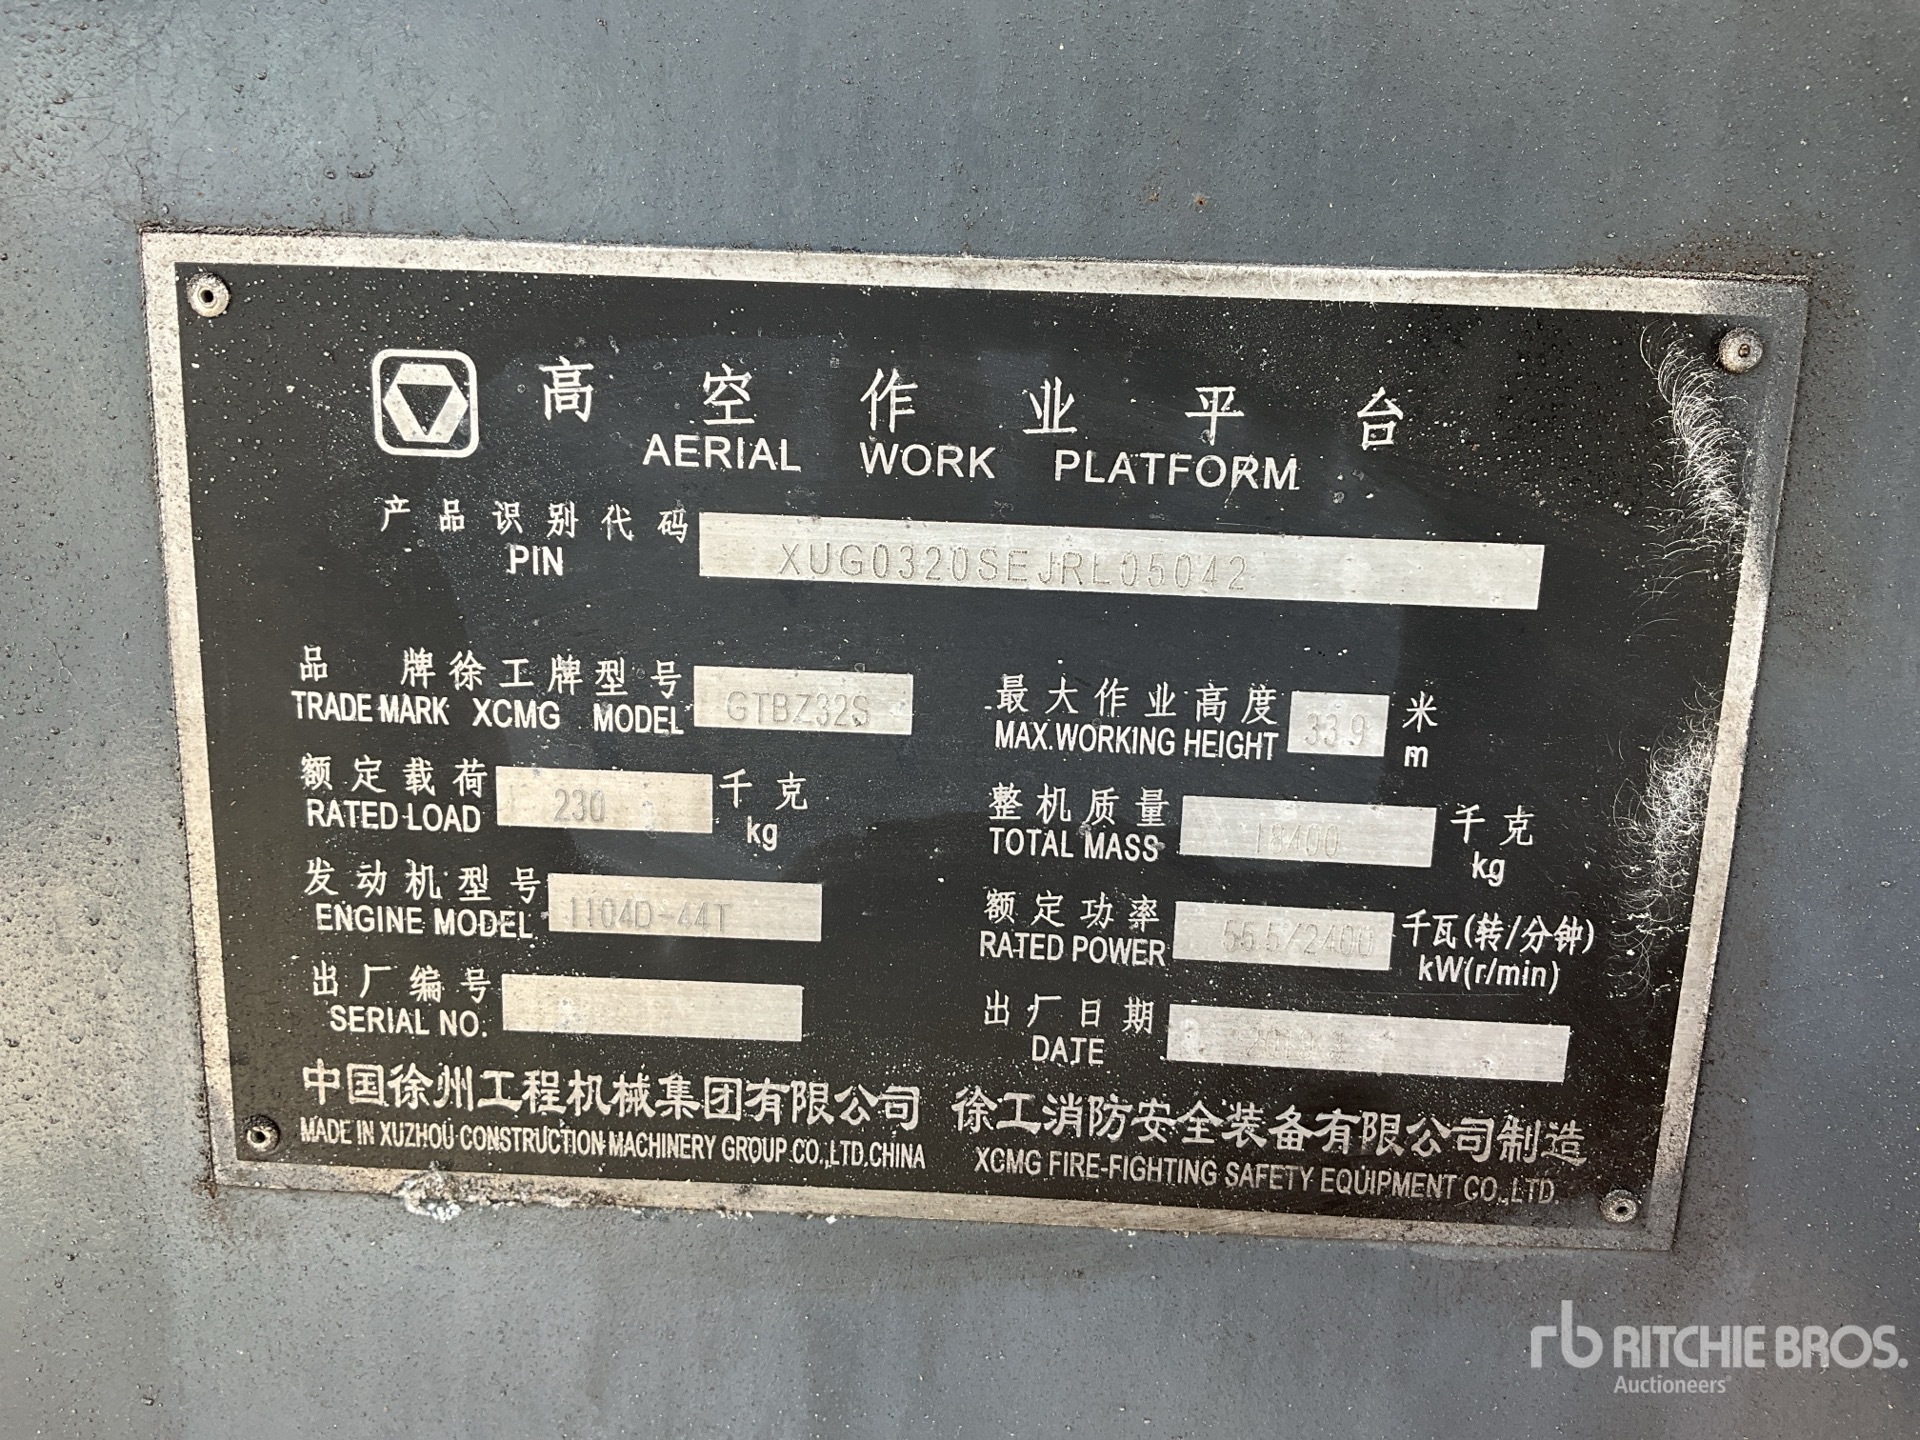 高空作业平台
AERIAL WORK PLATFORM
产品识别代码 XUG0320SEJRL05042
PIN
品 牌 徐工牌 型号 GTBZ32S
TRADE MARK XCMG MODEL
最大作业高度 33.9 米
MAX.WORKING HEIGHT m
额定载荷 230 千克
RATED LOAD kg
整机质量 18400 千克
TOTAL MASS kg
发动机型号 1104D-44T
ENGINE MODEL
额定功率 55.5/2400 千瓦(转/分钟)
RATED POWER kW(r/min)
出厂编号
SERIAL NO.
出厂日期
DATE
中国徐州工程机械集团有限公司 徐工消防安全装备有限公司制造
MADE IN XUZHOU CONSTRUCTION MACHINERY GROUP CO.,LTD.CHINA
XCMG FIRE-FIGHTING SAFETY EQUIPMENT CO.,LTD.
rb RITCHIE BROS.
Auctioneers